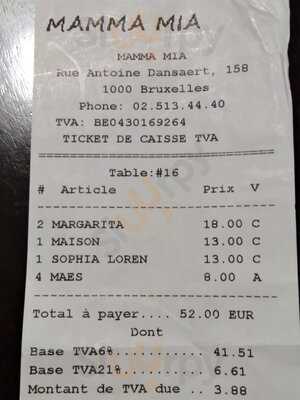 MAMMA MIA
MAMMA MIA
Rue Antoine Dansaert, 158
1000 Bruxelles
Phone: 02.513.44.40
TVA: BE0430169264
TICKET DE CAISSE TVA
Table:#16
# Article Prix V
2 MARGARITA 18.00 C
1 MAISON 13.00 C
1 SOPHIA LOREN 13.00 C
4 MAES 8.00 A
Total à payer.... 52.00 EUR
Dont
Base TVA6%........... 41.51
Base TVA21%.......... 6.61
Montant de TVA due .. 3.88